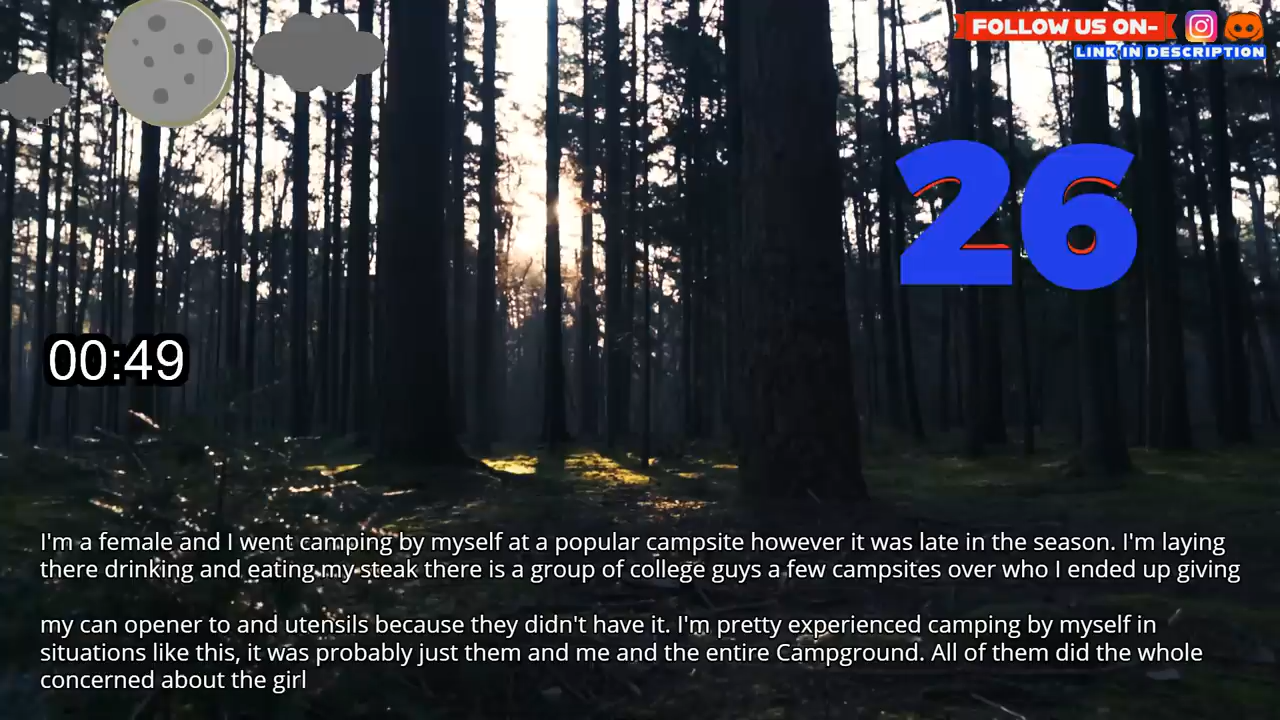 FOLLOW US ON-
LINK IN DESCRIPTION
26
00:49
I'm a female and I went camping by myself at a popular campsite however it was late in the season. I'm laying
there drinking and eating my steak there is a group of college guys a few campsites over who I ended up giving
my can opener to and utensils because they didn't have it. I'm pretty experienced camping by myself in
situations like this, it was probably just them and me and the entire Campground. All of them did the whole
concerned about the girl